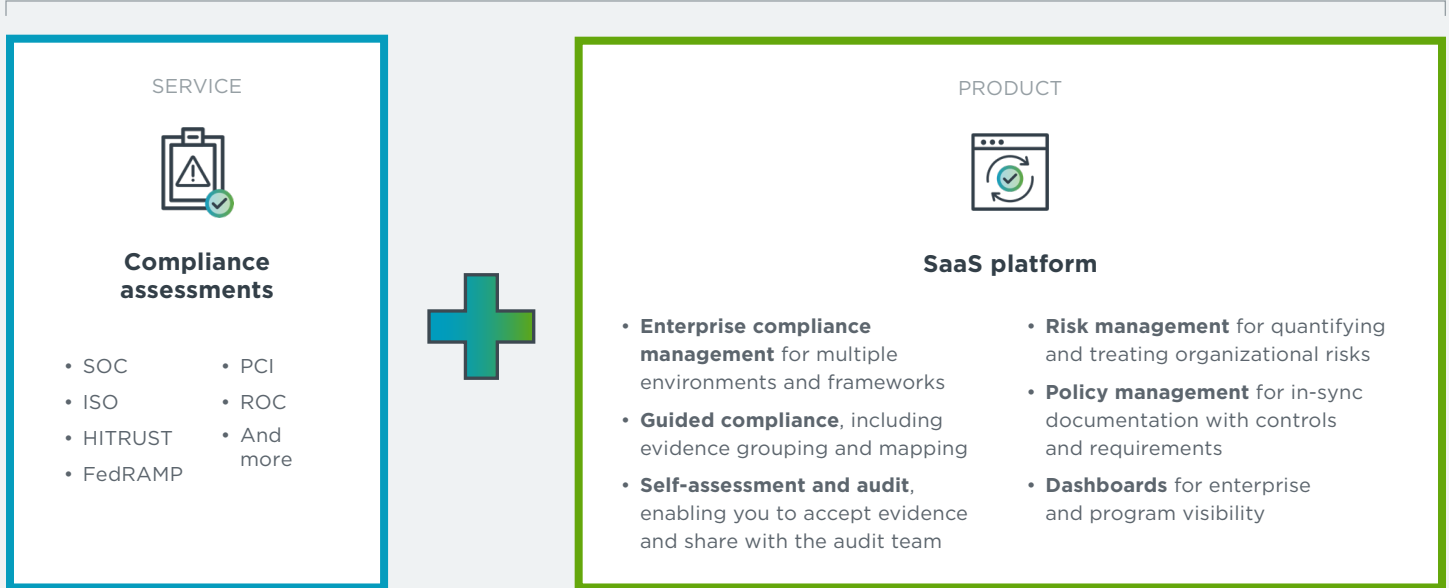 SERVICE
Compliance
assessments
• SOC
• ISO
• HITRUST
• FedRAMP
• PCI
• ROC
• And
more
PRODUCT
SaaS platform
• Enterprise compliance
management for multiple
environments and frameworks
• Guided compliance, including
evidence grouping and mapping
• Self-assessment and audit,
enabling you to accept evidence
and share with the audit team
• Risk management for quantifying
and treating organizational risks
• Policy management for in-sync
documentation with controls
and requirements
• Dashboards for enterprise
and program visibility